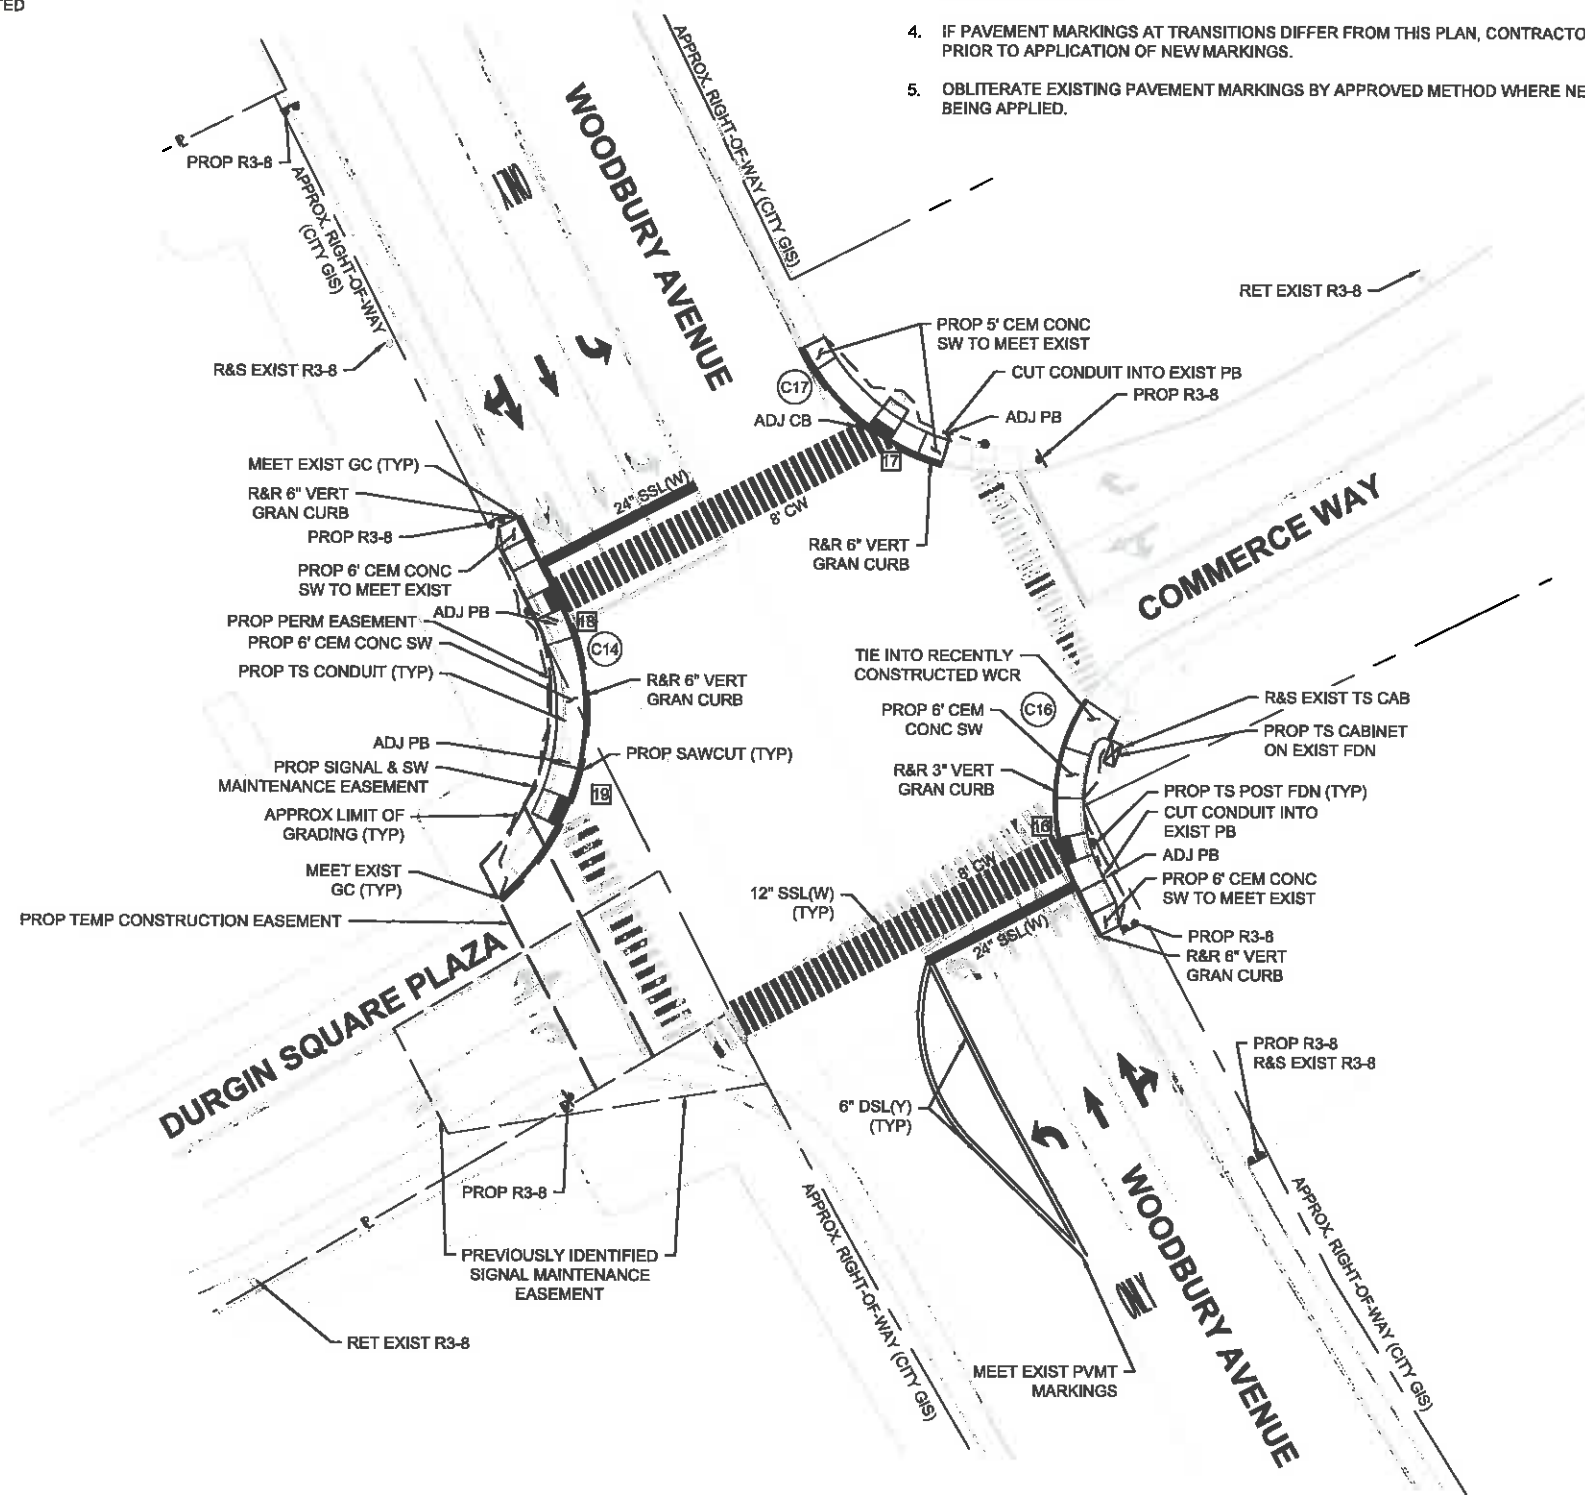 TED
4. IF PAVEMENT MARKINGS AT TRANSITIONS DIFFER FROM THIS PLAN, CONTRACTO
PRIOR TO APPLICATION OF NEW MARKINGS.
5. OBLITERATE EXISTING PAVEMENT MARKINGS BY APPROVED METHOD WHERE NE
BEING APPLIED.
PROP R3-8
APPROX. RIGHT-OF-WAY
(CITY GIS)
WOODBURY AVENUE
ONLY
APPROX. RIGHT-OF-WAY (CITY GIS)
RET EXIST R3-8
PROP 5' CEM CONC
SW TO MEET EXIST
R&S EXIST R3-8
C17
CUT CONDUIT INTO EXIST PB
PROP R3-8
ADJ CB
ADJ PB
17
MEET EXIST GC (TYP)
R&R 6" VERT
GRAN CURB
24" SSL(W)
8' CW
PROP R3-8
R&R 6" VERT
GRAN CURB
COMMERCE WAY
PROP 6' CEM CONC
SW TO MEET EXIST
ADJ PB
PROP PERM EASEMENT
18
PROP 6' CEM CONC SW
C14
PROP TS CONDUIT (TYP)
R&R 6" VERT
GRAN CURB
TIE INTO RECENTLY
CONSTRUCTED WCR
C16
R&S EXIST TS CAB
PROP 6' CEM
CONC SW
PROP TS CABINET
ON EXIST FDN
ADJ PB
PROP SAWCUT (TYP)
PROP SIGNAL & SW
MAINTENANCE EASEMENT
19
R&R 3" VERT
GRAN CURB
PROP TS POST FDN (TYP)
APPROX LIMIT OF
GRADING (TYP)
CUT CONDUIT INTO
EXIST PB
16
ADJ PB
MEET EXIST
GC (TYP)
8' CW
PROP 6' CEM CONC
SW TO MEET EXIST
12" SSL(W)
(TYP)
PROP TEMP CONSTRUCTION EASEMENT
24" SSL(W)
PROP R3-8
R&R 6" VERT
GRAN CURB
DURGIN SQUARE PLAZA
PROP R3-8
R&S EXIST R3-8
6" DSL(Y)
(TYP)
PROP R3-8
PREVIOUSLY IDENTIFIED
SIGNAL MAINTENANCE
EASEMENT
APPROX. RIGHT-OF-WAY (CITY GIS)
WOODBURY AVENUE
ONLY
APPROX. RIGHT-OF-WAY (CITY GIS)
RET EXIST R3-8
MEET EXIST PVMT
MARKINGS